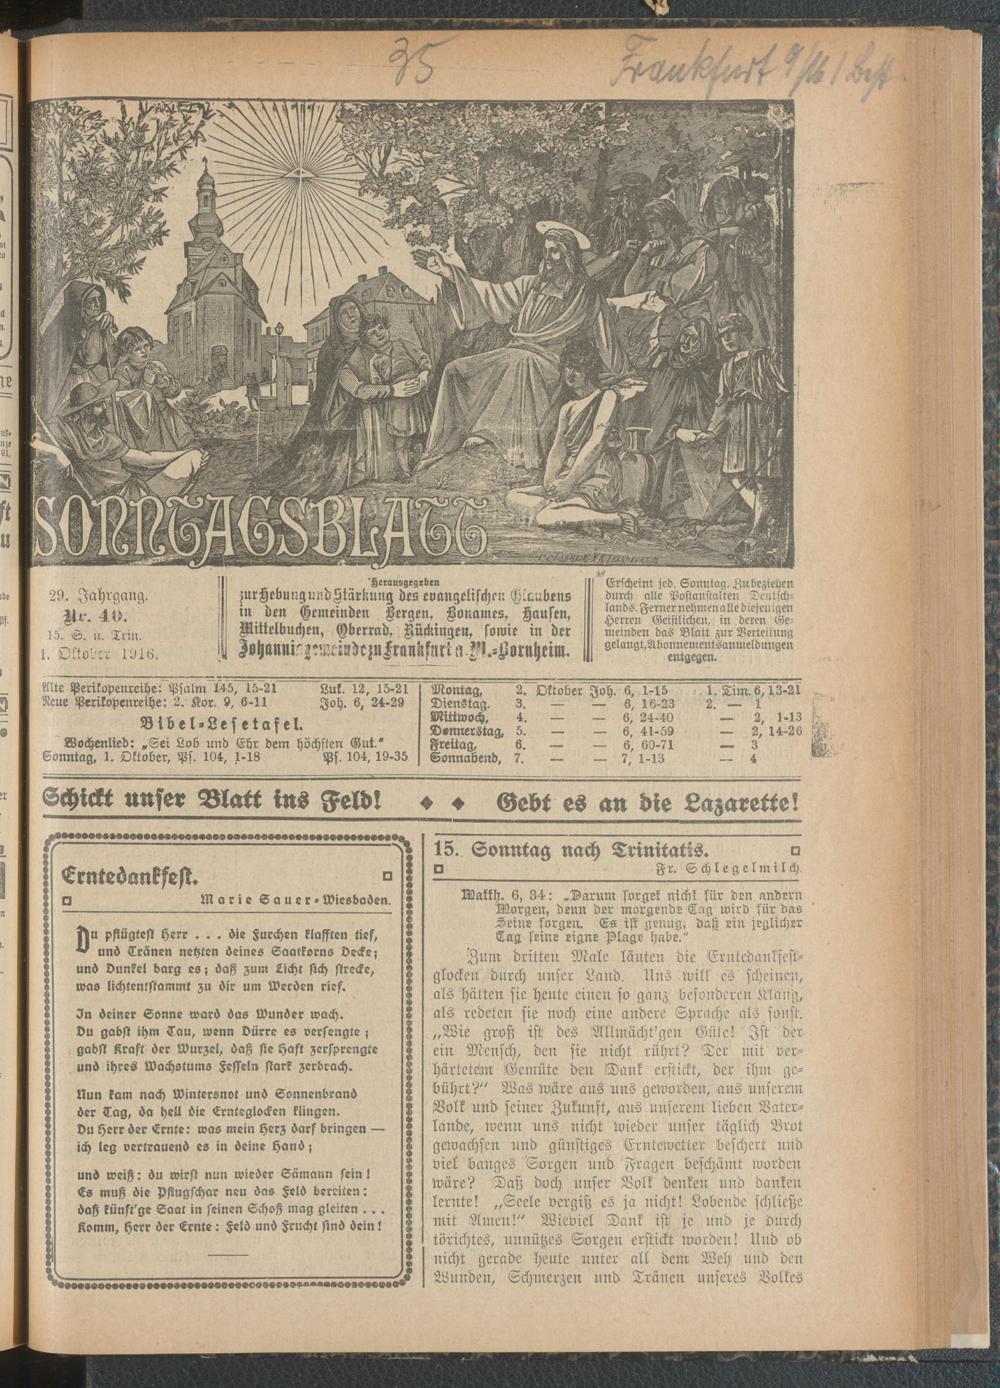 35
Frankfurt
SONNTAGSBLATT
29. Jahrgang.
Nr. 40.
15. S. n. Trin.
1. Oktober 1916.
Herausgegeben
zur Hebung und Stärkung des evangelischen Glaubens
in den Gemeinden Bergen, Bonames, Hausen,
Mittelbuchen, Oberrad, Rückingen, sowie in der
Johannisgemeinde zu Frankfurt a. M.-Bornheim.
Erscheint jed. Sonntag. Zu beziehen
durch alle Postanstalten Deutsch-
lands. Ferner nehmen alle diejenigen
Herren Geistlichen, in deren Ge-
meinden das Blatt zur Verteilung
gelangt, Abonnementsanmeldungen
entgegen.
Alte Perikopenreihe: Psalm 145, 15-21 Luk. 12, 15-21
Neue Perikopenreihe: 2. Kor. 9, 6-11 Joh. 6, 24-29
Bibel-Lesetafel.
Wochenlied: „Sei Lob und Ehr dem höchsten Gut."
Sonntag, 1. Oktober, Ps. 104, 1-18 Ps. 104, 19-35
Montag, 2. Oktober Joh. 6, 1-15 1. Tim. 6, 13-21
Dienstag. 3. — — 6, 16-23 2. — 1
Mittwoch, 4. — — 6, 24-40 — 2, 1-13
Donnerstag, 5. — — 6, 41-59 — 2, 14-26
Freitag, 6. — — 6, 60-71 — 3
Sonnabend, 7. — — 7, 1-13 — 4
Schickt unser Blatt ins Feld! ◆ ◆ Gebt es an die Lazarette!
Erntedankfest.
Marie Sauer-Wiesbaden.
Du pflügtest Herr . . . die Furchen klafften tief,
und Tränen netzten deines Saatkorns Decke;
und Dunkel barg es; daß zum Licht sich strecke,
was lichtentstammt zu dir um Werden rief.
In deiner Sonne ward das Wunder wach.
Du gabst ihm Tau, wenn Dürre es versengte;
gabst Kraft der Wurzel, daß sie Haft zersprengte
und ihres Wachstums Fesseln stark zerbrach.
Nun kam nach Wintersnot und Sonnenbrand
der Tag, da hell die Ernteglocken klingen.
Du Herr der Ernte: was mein Herz darf bringen —
ich leg vertrauend es in deine Hand;
und weiß: du wirst nun wieder Sämann sein!
Es muß die Pflugschar neu das Feld bereiten:
daß künft'ge Saat in seinen Schoß mag gleiten . . .
Komm, Herr der Ernte: Feld und Frucht sind dein!
15. Sonntag nach Trinitatis.
Fr. Schlegelmilch
Matth. 6, 34: „Darum sorget nicht für den andern
Morgen, denn der morgende Tag wird für das
Seine sorgen. Es ist genug, daß ein jeglicher
Tag seine eigne Plage habe."
Zum dritten Male läuten die Erntedankfest-
glocken durch unser Land. Uns will es scheinen,
als hätten sie heute einen so ganz besonderen Klang,
als redeten sie noch eine andere Sprache als sonst.
„Wie groß ist des Allmächt'gen Güte! Ist der
ein Mensch, den sie nicht rührt? Der mit ver-
härtetem Gemüte den Dank erstickt, der ihm ge-
bührt?" Was wäre aus uns geworden, aus unserem
Volk und seiner Zukunft, aus unserem lieben Vater-
lande, wenn uns nicht wieder unser täglich Brot
gewachsen und günstiges Erntewetter beschert und
viel banges Sorgen und Fragen beschämt worden
wäre? Daß doch unser Volk denken und danken
lernte! „Seele vergiß es ja nicht! Lobende schließe
mit Amen!" Wieviel Dank ist je und je durch
törichtes, unnützes Sorgen erstickt worden! Und ob
nicht gerade heute unter all dem Weh und den
Wunden, Schmerzen und Tränen unseres Volkes